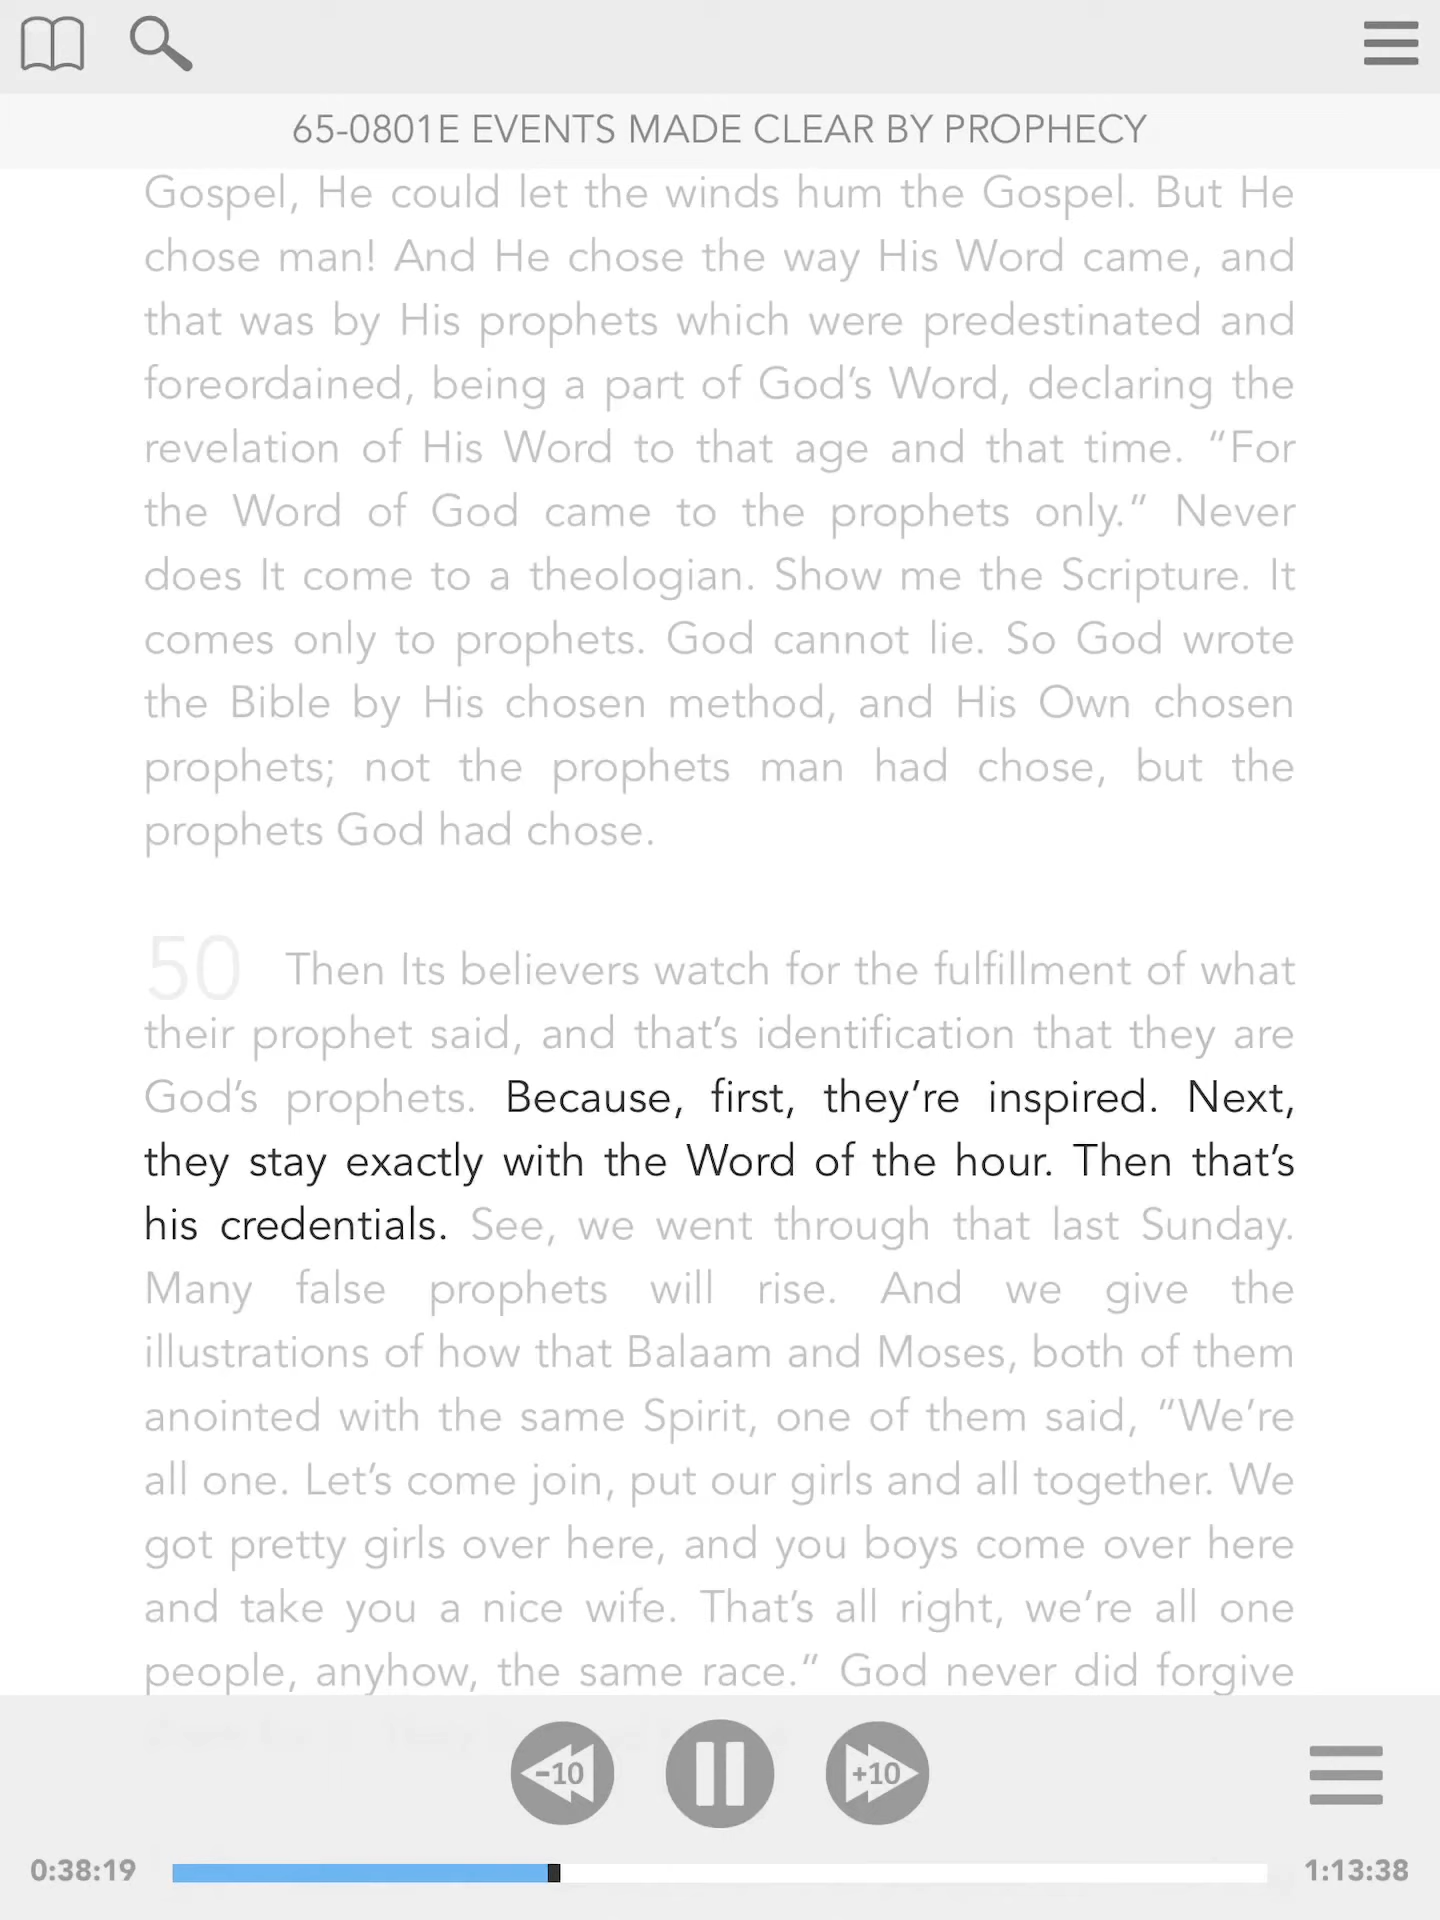 65-0801E EVENTS MADE CLEAR BY PROPHECY
Gospel, He could let the winds hum the Gospel. But He
chose man! And He chose the way His Word came, and
that was by His prophets which were predestinated and
foreordained, being a part of God’s Word, declaring the
revelation of His Word to that age and that time. “For
the Word of God came to the prophets only.” Never
does It come to a theologian. Show me the Scripture. It
comes only to prophets. God cannot lie. So God wrote
the Bible by His chosen method, and His Own chosen
prophets; not the prophets man had chose, but the
prophets God had chose.
50 Then Its believers watch for the fulfillment of what
their prophet said, and that’s identification that they are
God’s prophets. Because, first, they’re inspired. Next,
they stay exactly with the Word of the hour. Then that’s
his credentials. See, we went through that last Sunday.
Many false prophets will rise. And we give the
illustrations of how that Balaam and Moses, both of them
anointed with the same Spirit, one of them said, “We’re
all one. Let’s come join, put our girls and all together. We
got pretty girls over here, and you boys come over here
and take you a nice wife. That’s all right, we’re all one
people, anyhow, the same race.” God never did forgive
-10 +10
0:38:19 1:13:38